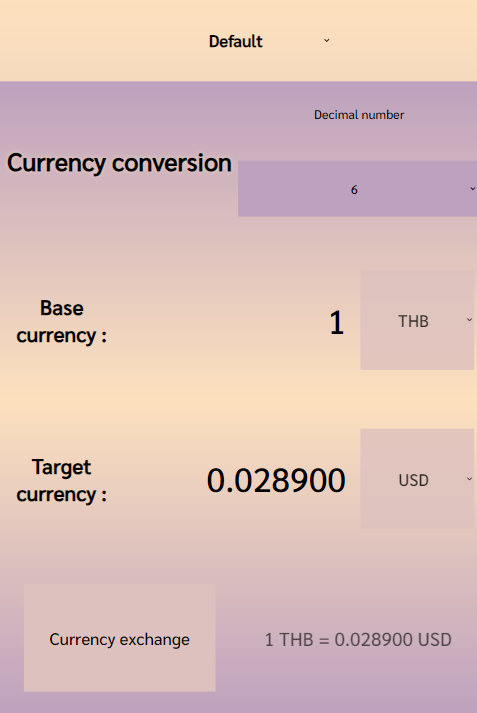 Default
Decimal number
Currency conversion
6
Base
currency :
1
THB
Target
currency :
0.028900
USD
Currency exchange
1 THB = 0.028900 USD